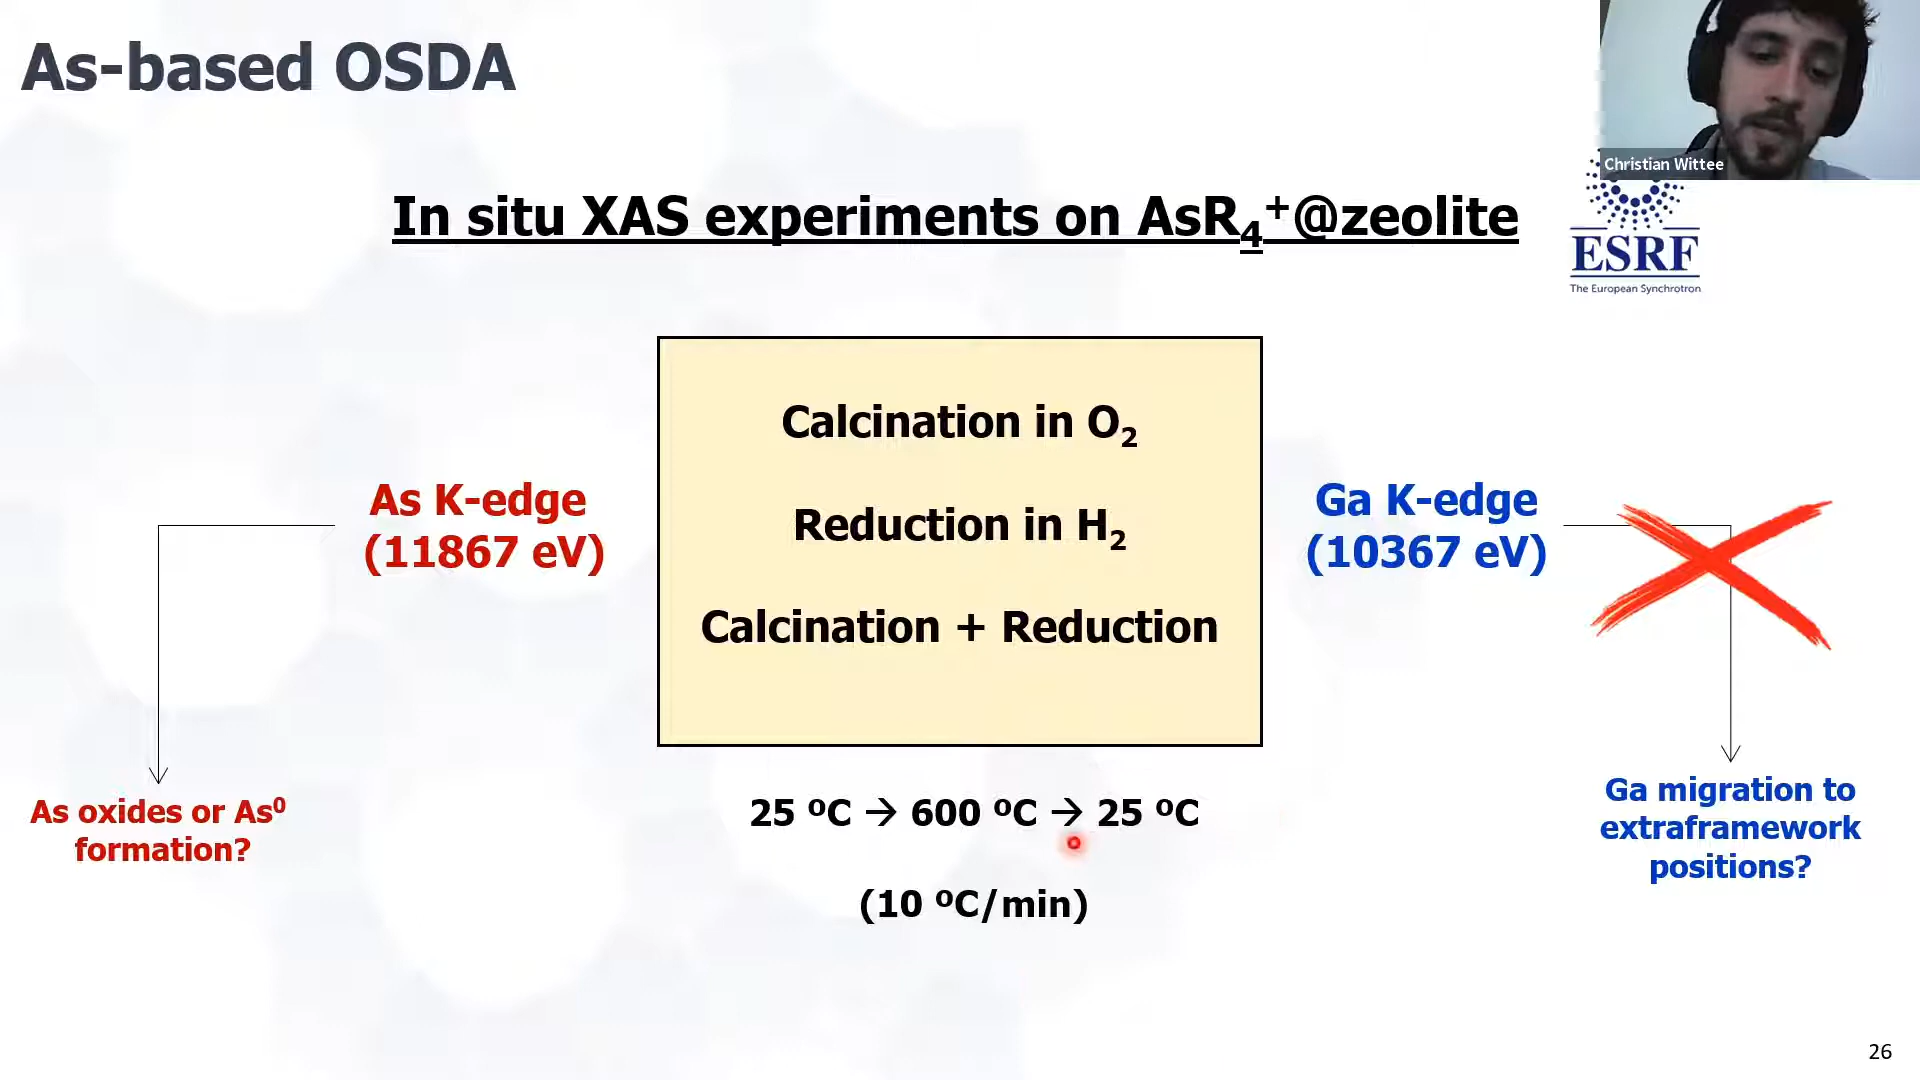 As-based OSDA
Christian Wittee
In situ XAS experiments on AsR₄⁺@zeolite
ESRF
The European Synchrotron
Calcination in O₂
Reduction in H₂
Calcination + Reduction
As K-edge
(11867 eV)
Ga K-edge
(10367 eV)
As oxides or As⁰
formation?
25 ºC → 600 ºC → 25 ºC
(10 ºC/min)
Ga migration to
extraframework
positions?
26